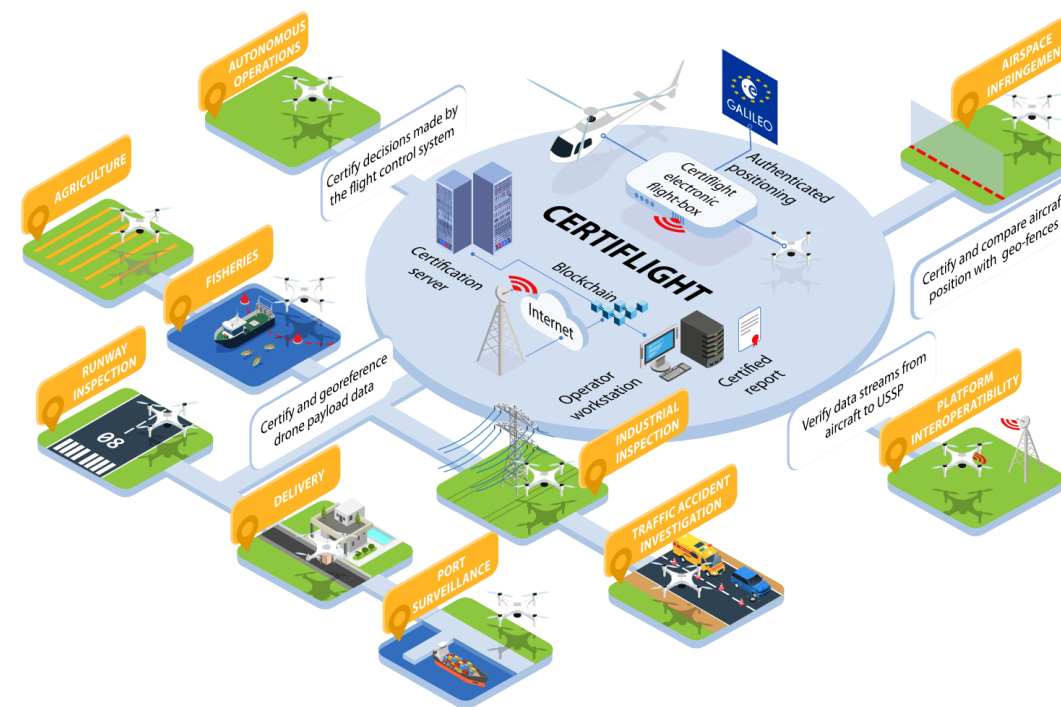 AUTONOMOUS
OPERATIONS
Certify decisions made by
the flight control system
GALILEO
Authenticated
positioning
Certiflight
electronic
flight-box
AIRSPACE
INFRINGEMENT
Certify and compare aircraft
position with geo-fences
AGRICULTURE
FISHERIES
CERTIFLIGHT
Certification
server
Blockchain
Internet
Operator
workstation
Certified
report
RUNWAY
INSPECTION
08
Certify and georeference
drone payload data
Verify data streams from
aircraft to USSP
PLATFORM
INTEROPERATIBILITY
INDUSTRIAL
INSPECTION
DELIVERY
TRAFFIC ACCIDENT
INVESTIGATION
PORT
SURVEILLANCE